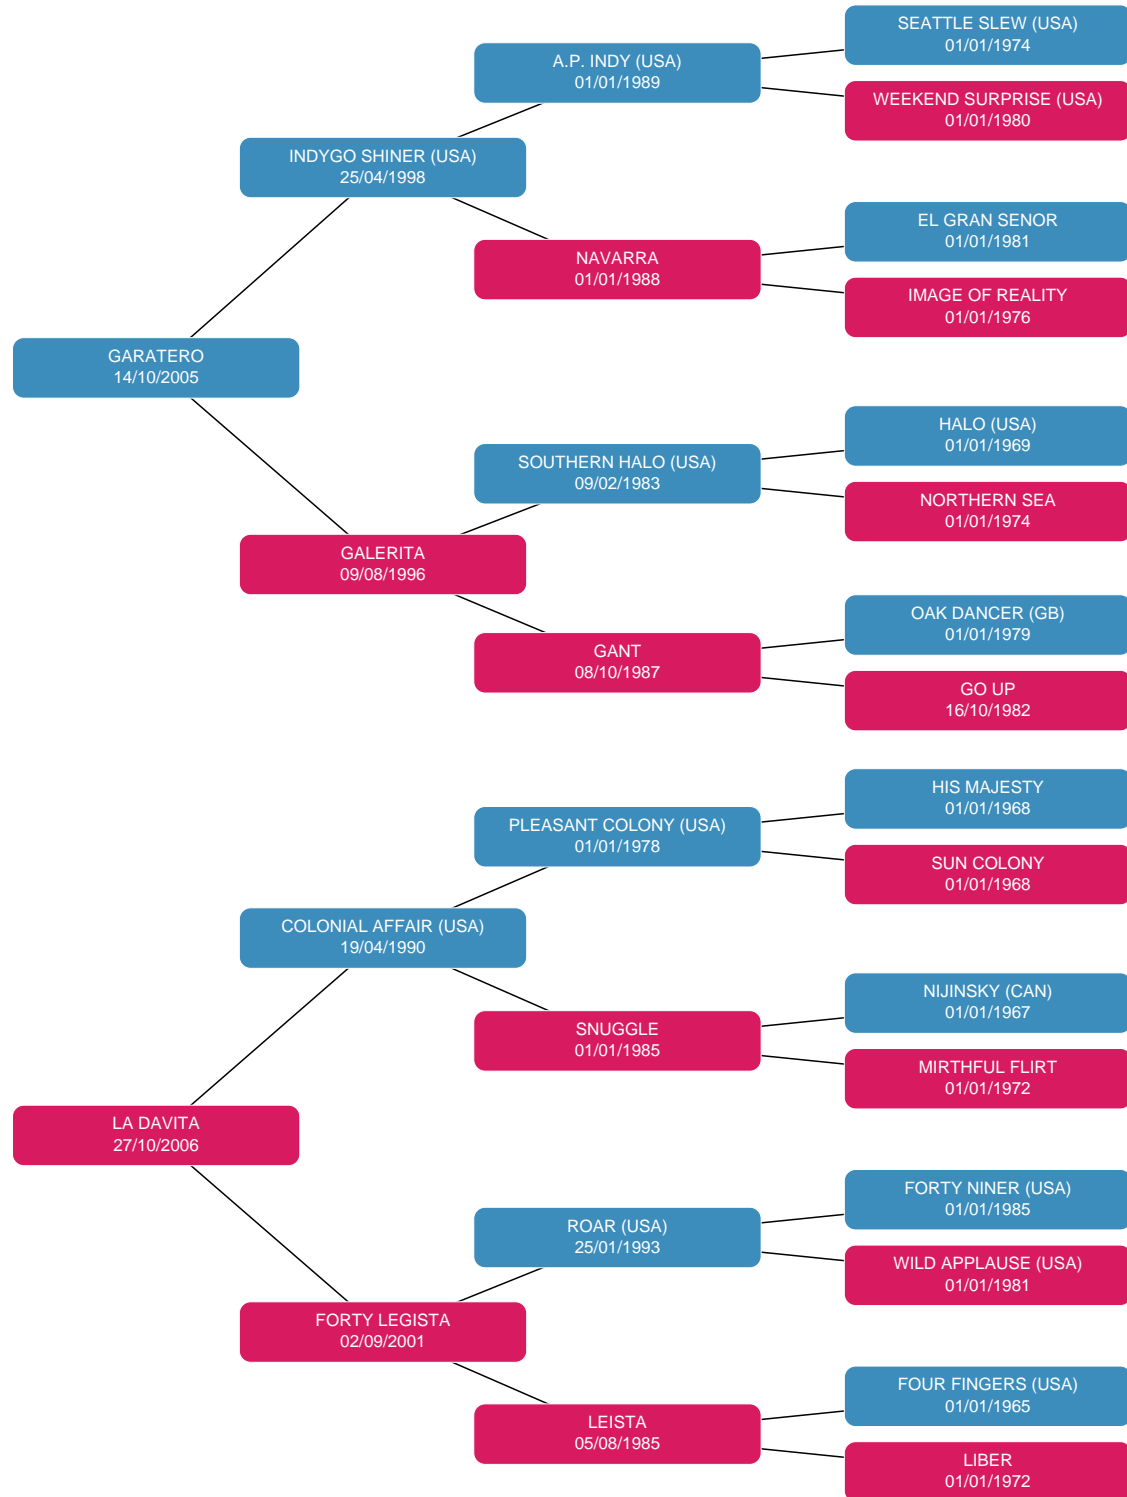 SEATTLE SLEW (USA)
01/01/1974
A.P. INDY (USA)
01/01/1989
WEEKEND SURPRISE (USA)
01/01/1980
INDYGO SHINER (USA)
25/04/1998
EL GRAN SENOR
01/01/1981
NAVARRA
01/01/1988
IMAGE OF REALITY
01/01/1976
GARATERO
14/10/2005
HALO (USA)
01/01/1969
SOUTHERN HALO (USA)
09/02/1983
NORTHERN SEA
01/01/1974
GALERITA
09/08/1996
OAK DANCER (GB)
01/01/1979
GANT
08/10/1987
GO UP
16/10/1982
HIS MAJESTY
01/01/1968
PLEASANT COLONY (USA)
01/01/1978
SUN COLONY
01/01/1968
COLONIAL AFFAIR (USA)
19/04/1990
NIJINSKY (CAN)
01/01/1967
SNUGGLE
01/01/1985
MIRTHFUL FLIRT
01/01/1972
LA DAVITA
27/10/2006
FORTY NINER (USA)
01/01/1985
ROAR (USA)
25/01/1993
WILD APPLAUSE (USA)
01/01/1981
FORTY LEGISTA
02/09/2001
FOUR FINGERS (USA)
01/01/1965
LEISTA
05/08/1985
LIBER
01/01/1972